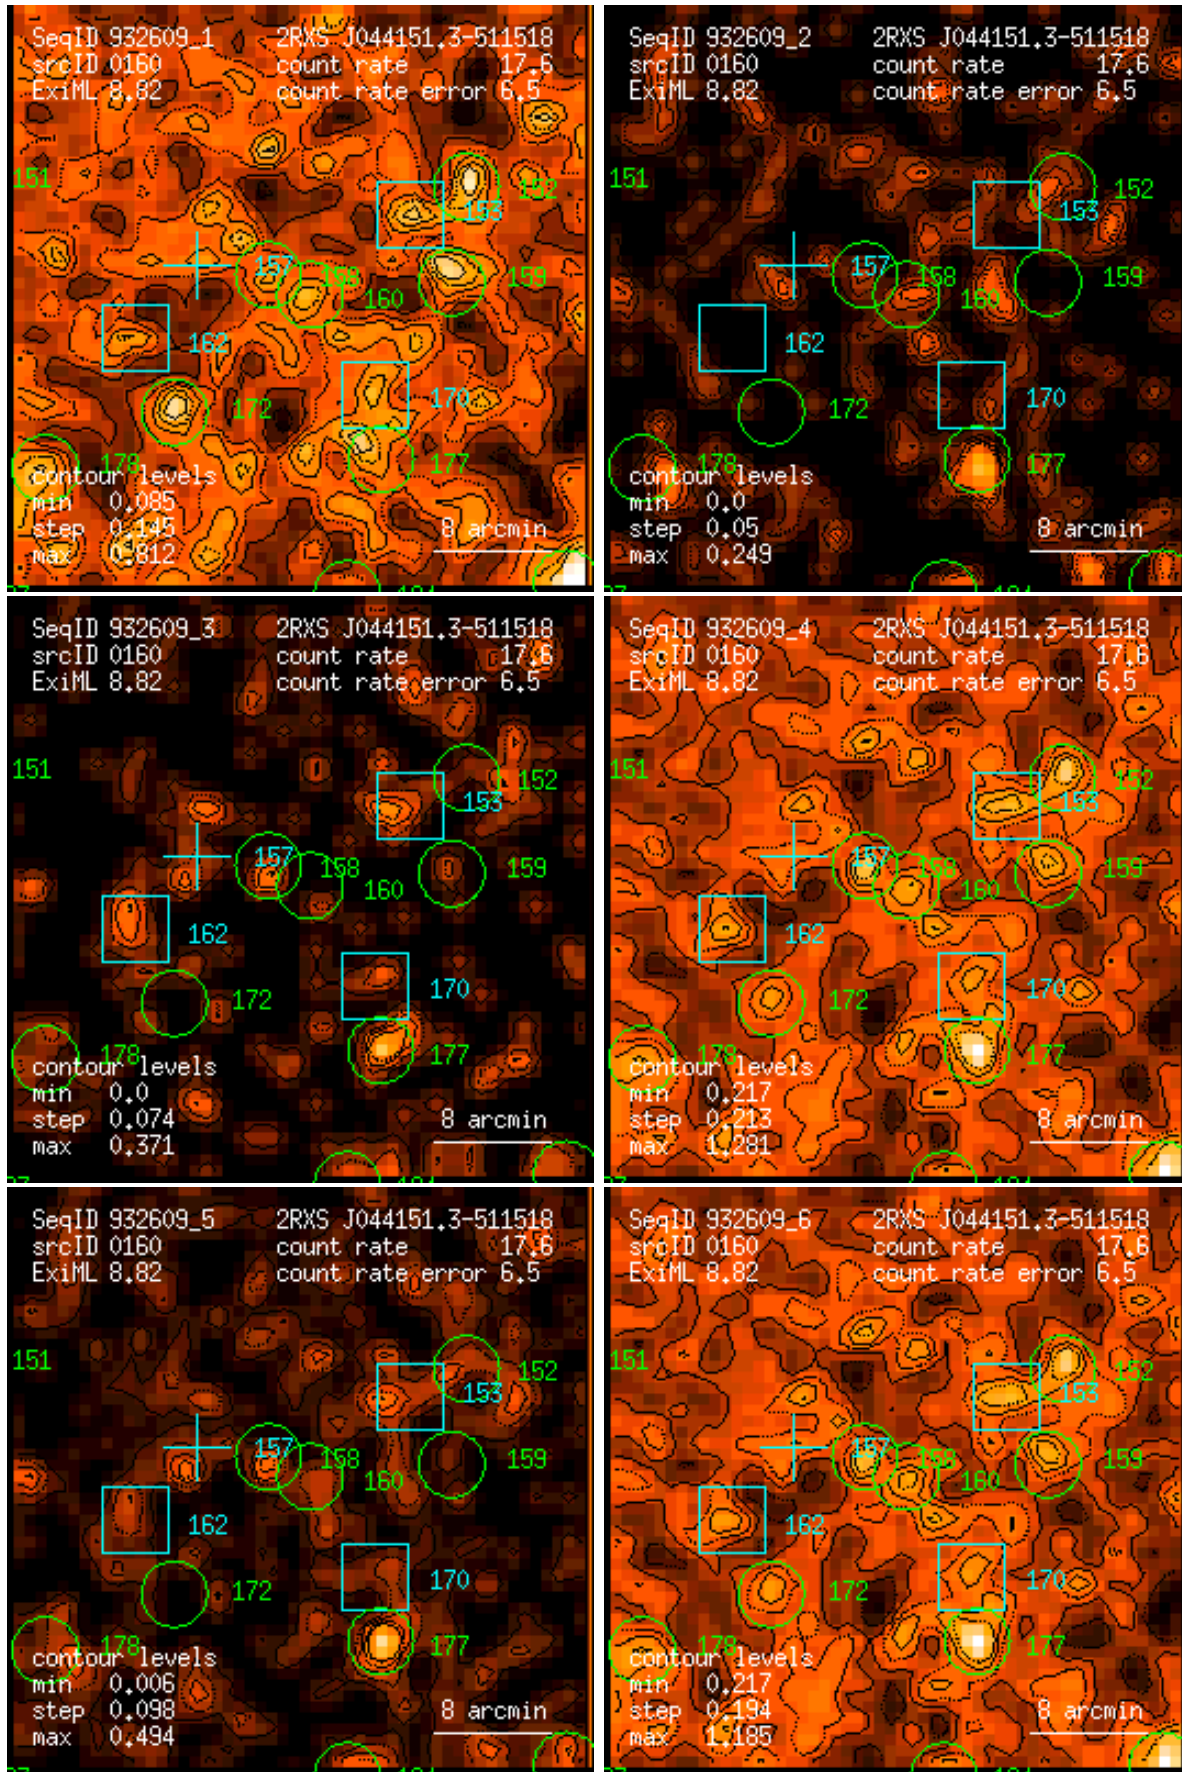 SeqID 932609_1 2RXS J044151.3-511518
srcID 0160 count rate 17.6
ExiML 8.82 count rate error 6.5
151
152
153
157
158
159
160
162
170
172
177
178
contour levels
min 0.085
step 0.145
max 0.812
8 arcmin
SeqID 932609_2 2RXS J044151.3-511518
srcID 0160 count rate 17.6
ExiML 8.82 count rate error 6.5
151
152
153
157
158
159
160
162
170
172
177
178
contour levels
min 0.0
step 0.05
max 0.249
8 arcmin
SeqID 932609_3 2RXS J044151.3-511518
srcID 0160 count rate 17.6
ExiML 8.82 count rate error 6.5
151
152
153
157
158
159
160
162
170
172
177
178
contour levels
min 0.0
step 0.074
max 0.371
8 arcmin
SeqID 932609_4 2RXS J044151.3-511518
srcID 0160 count rate 17.6
ExiML 8.82 count rate error 6.5
151
152
153
157
158
159
160
162
170
172
177
178
contour levels
min 0.217
step 0.213
max 1.281
8 arcmin
SeqID 932609_5 2RXS J044151.3-511518
srcID 0160 count rate 17.6
ExiML 8.82 count rate error 6.5
151
152
153
157
158
159
160
162
170
172
177
178
contour levels
min 0.006
step 0.098
max 0.494
8 arcmin
SeqID 932609_6 2RXS J044151.3-511518
srcID 0160 count rate 17.6
ExiML 8.82 count rate error 6.5
151
152
153
157
158
159
160
162
170
172
177
178
contour levels
min 0.217
step 0.194
max 1.185
8 arcmin